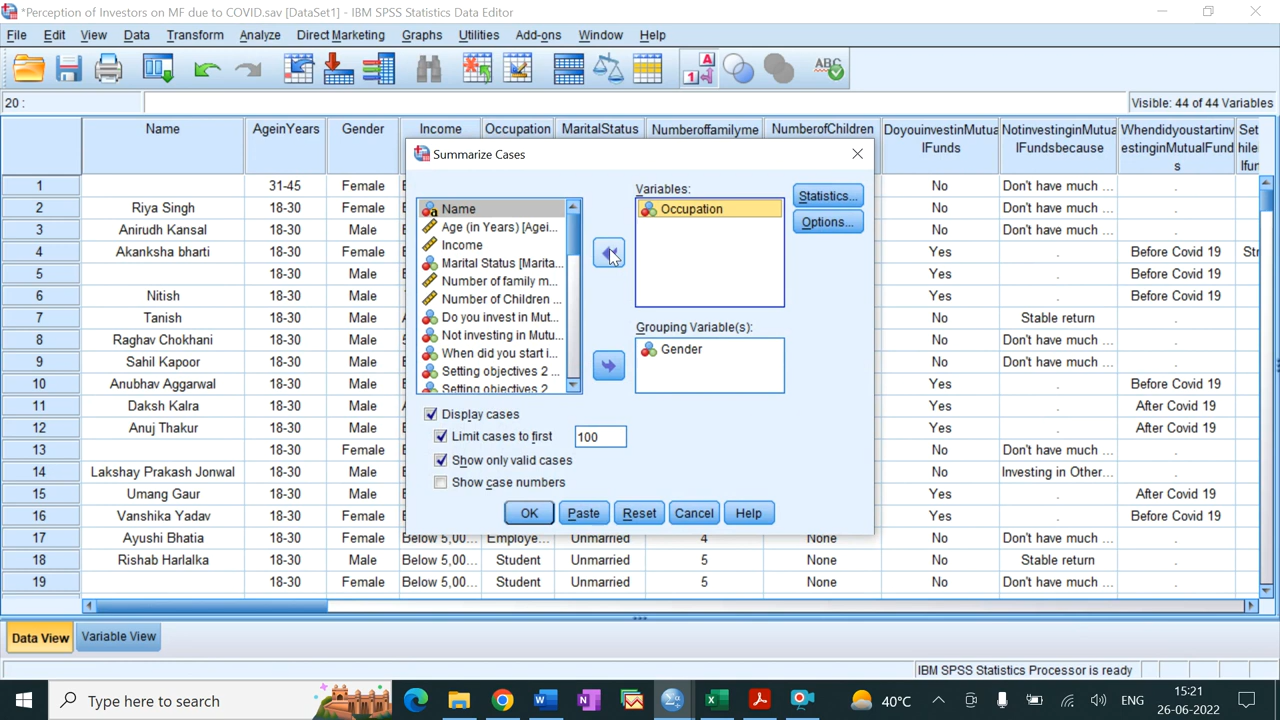 *Perception of Investors on MF due to COVID.sav [DataSet1] - IBM SPSS Statistics Data Editor
File Edit View Data Transform Analyze Direct Marketing Graphs Utilities Add-ons Window Help
20 :
Visible: 44 of 44 Variables
Name AgeinYears Gender Income Occupation MaritalStatus Numberoffamilyme NumberofChildren DoyouinvestinMutua NotinvestinginMutua Whendidyoustartinv Set
lFunds lFundsbecause estinginMutualFund hile
s lfu
1 31-45 Female No Don't have much ... .
2 Riya Singh 18-30 Female No Don't have much ... .
3 Anirudh Kansal 18-30 Male No Don't have much ... .
4 Akanksha bharti 18-30 Female Yes . Before Covid 19 Str
5 18-30 Male Yes . Before Covid 19
6 Nitish 18-30 Male Yes . Before Covid 19
7 Tanish 18-30 Male No Stable return .
8 Raghav Chokhani 18-30 Male 5 No Don't have much ... .
9 Sahil Kapoor 18-30 Male No Don't have much ... .
10 Anubhav Aggarwal 18-30 Male Yes . Before Covid 19
11 Daksh Kalra 18-30 Male Yes . After Covid 19
12 Anuj Thakur 18-30 Male Yes . After Covid 19
13 18-30 Female No Don't have much ... .
14 Lakshay Prakash Jonwal 18-30 Male No Investing in Other... .
15 Umang Gaur 18-30 Male Yes . After Covid 19
16 Vanshika Yadav 18-30 Female Yes . Before Covid 19
17 Ayushi Bhatia 18-30 Female Below 5,00... Employe... Unmarried 4 None No Don't have much ... .
18 Rishab Harlalka 18-30 Male Below 5,00... Student Unmarried 5 None No Stable return .
19 18-30 Female Below 5,00... Student Unmarried 5 None No Don't have much ... .
Summarize Cases
Name
Age (in Years) [Agei...
Income
Marital Status [Marita...
Number of family m...
Number of Children ...
Do you invest in Mut...
Not investing in Mutu...
When did you start i...
Setting objectives 2 ...
Setting objectives 2
Variables:
Occupation
Statistics...
Options...
Grouping Variable(s):
Gender
Display cases
Limit cases to first 100
Show only valid cases
Show case numbers
OK Paste Reset Cancel Help
Data View Variable View
IBM SPSS Statistics Processor is ready
Type here to search
40°C
ENG
15:21
26-06-2022